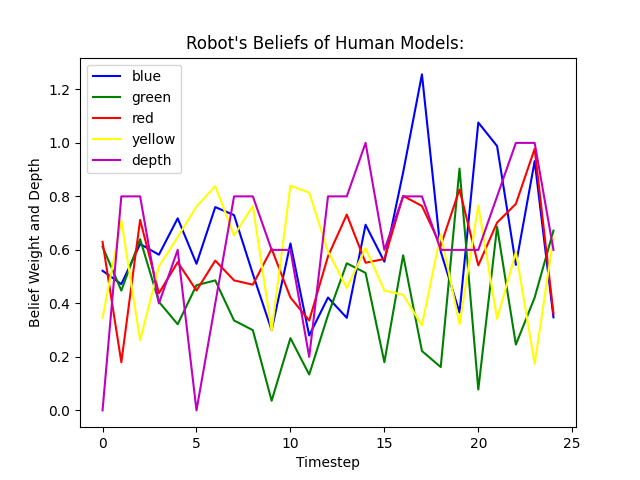 Robot's Beliefs of Human Models:
blue
green
red
yellow
depth
Belief Weight and Depth
1.2
1.0
0.8
0.6
0.4
0.2
0.0
0 5 10 15 20 25
Timestep